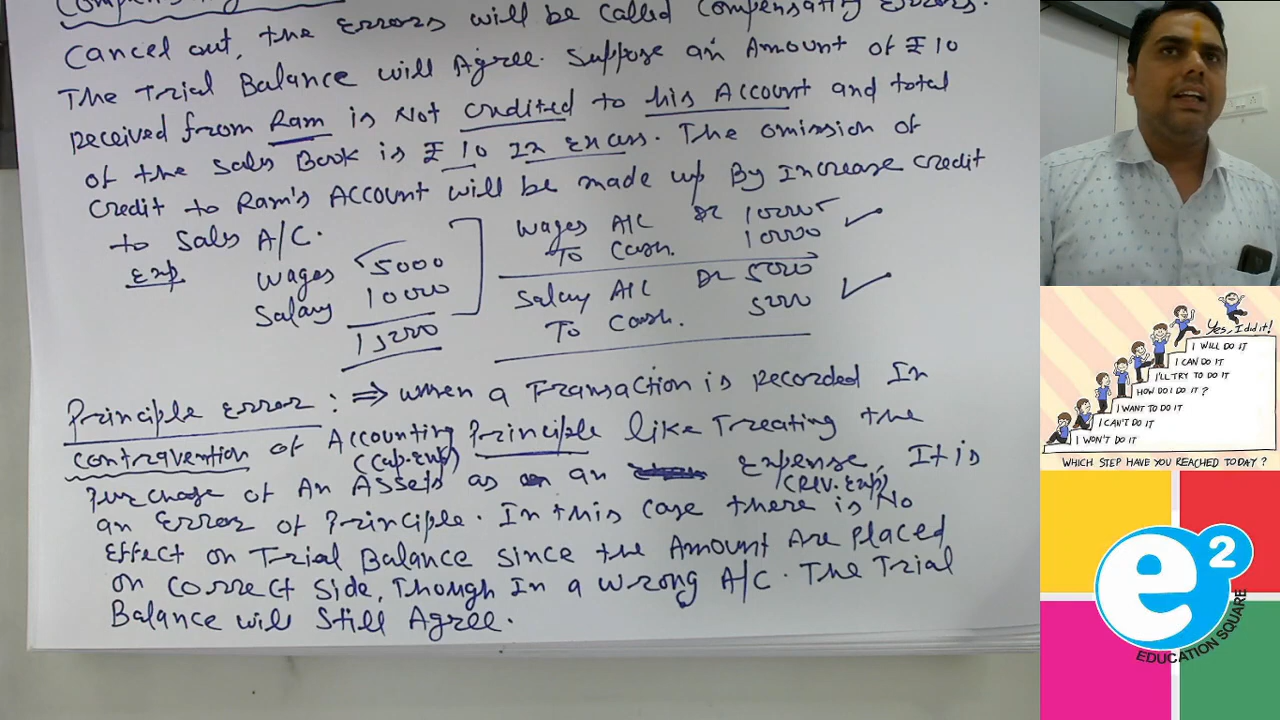 Cancel out, the Errors will be called Compensating Errors.
The Trial Balance will Agree. Suppose an Amount of ₹10
received from Ram is Not credited to his Account and total
of the Sales Book is ₹10 In Excess. The omission of
credit to Ram's Account will be made up By Increase credit
to Sales A/C.
Exp
Wages 5000
Salary 10000
15000
Wages A/C Dr 10000
To Cash. 10000
Salary A/C Dr 5000
To Cash. 5000
Principle Error : ⇒ When a Transaction is Recorded In
contravention of Accounting Principle like Treating the
(Cap. Exp)
Purchase of An Assets as an Expense, It is
(Rev. Exp)
an Error of Principle. In this case there is No
Effect on Trial Balance since the Amount Are Placed
on correct side, Though In a wrong A/C. The Trial
Balance will Still Agree.
Yes, I did it!
I WILL DO IT
I CAN DO IT
I'LL TRY TO DO IT
HOW DO I DO IT ?
I WANT TO DO IT
I CAN'T DO IT
I WON'T DO IT
WHICH STEP HAVE YOU REACHED TODAY ?
e2
EDUCATION SQUARE